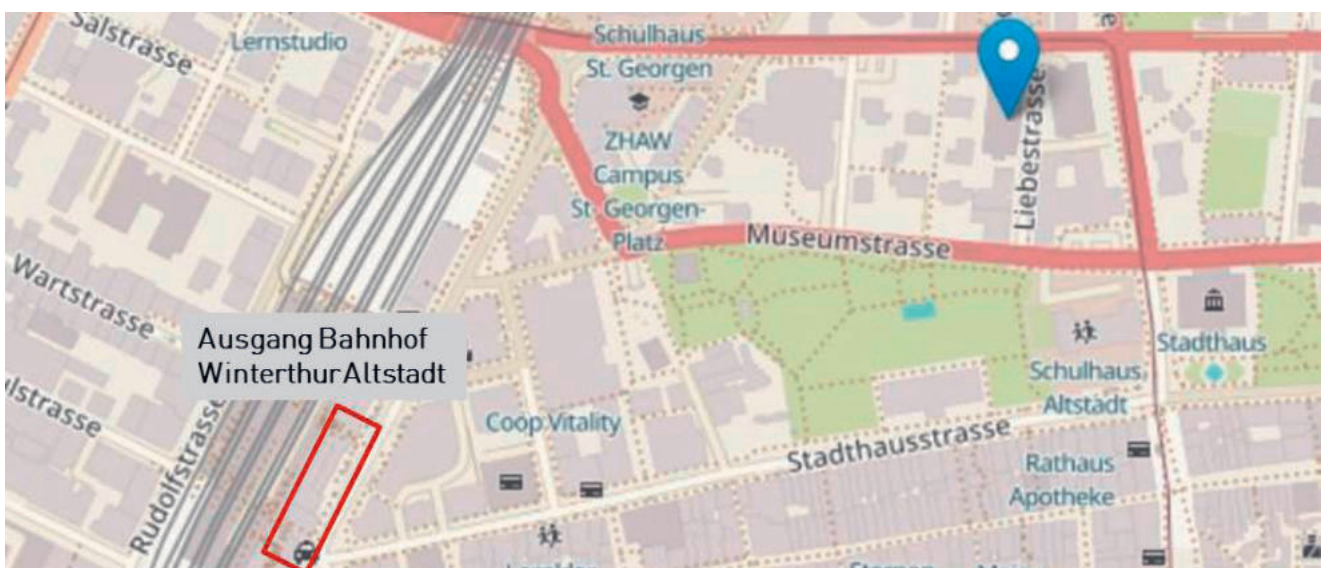 Salstrasse
Lernstudio
Schulhaus
St. Georgen
ZHAW
Campus
St. Georgen-
Platz
Liebestrasse
Museumstrasse
Wartstrasse
Ausgang Bahnhof
Winterthur Altstadt
Rudolfstrasse
Coop Vitality
Stadthausstrasse
Schulhaus
Altstadt
Stadthaus
Rathaus
Apotheke